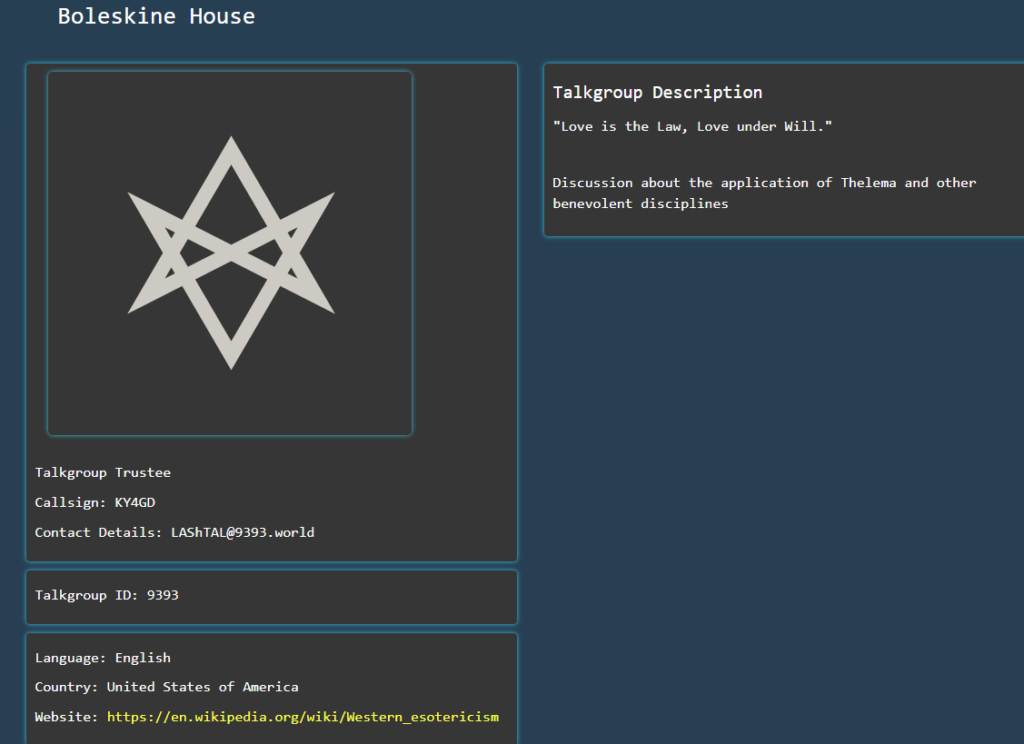 Boleskine House
Talkgroup Trustee
Callsign: KY4GD
Contact Details: LAShTAL@9393.world
Talkgroup ID: 9393
Language: English
Country: United States of America
Website: https://en.wikipedia.org/wiki/Western_esotericism
Talkgroup Description
"Love is the Law, Love under Will."
Discussion about the application of Thelema and other
benevolent disciplines